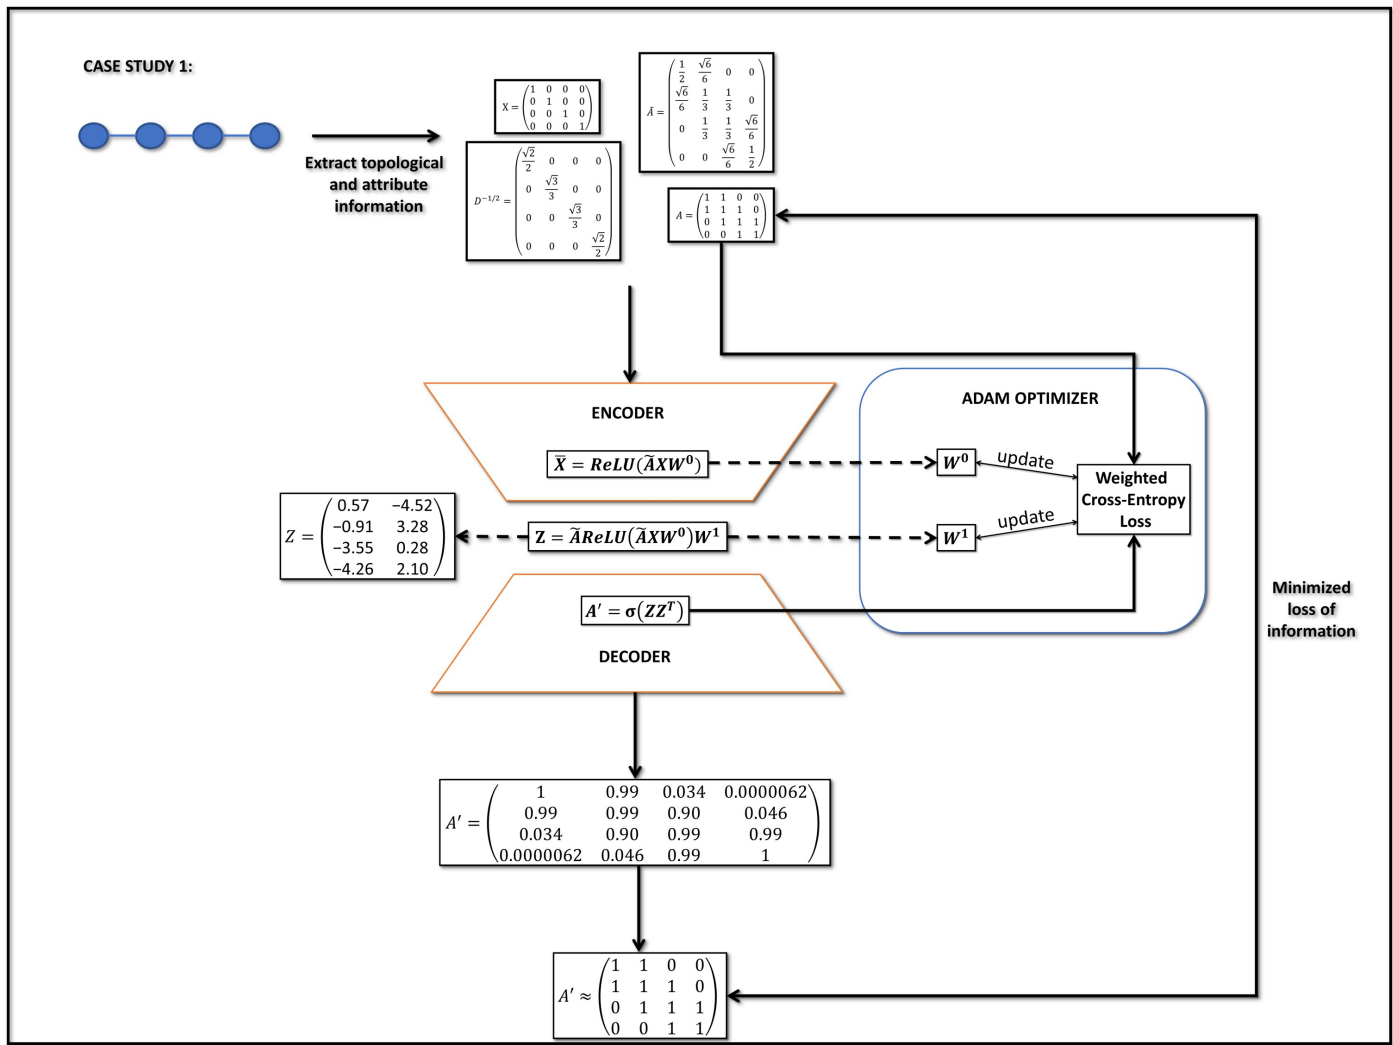 CASE STUDY 1:
Extract topological
and attribute
information
X = (1 0 0 0
0 1 0 0
0 0 1 0
0 0 0 1)
D^{−1/2} = (√2/2 0 0 0
0 √3/3 0 0
0 0 √3/3 0
0 0 0 √2/2)
Ã = (1/2 √6/6 0 0
√6/6 1/3 1/3 0
0 1/3 1/3 √6/6
0 0 √6/6 1/2)
A = (1 1 0 0
1 1 1 0
0 1 1 1
0 0 1 1)
ENCODER
X̅ = ReLU(ÃXW⁰)
Z = ÃReLU(ÃXW⁰)W¹
Z = (0.57 −4.52
−0.91 3.28
−3.55 0.28
−4.26 2.10)
ADAM OPTIMIZER
W⁰
update
W¹
update
Weighted
Cross-Entropy
Loss
A′ = σ(ZZᵀ)
DECODER
Minimized
loss of
information
A′ = (1 0.99 0.034 0.0000062
0.99 0.99 0.90 0.046
0.034 0.90 0.99 0.99
0.0000062 0.046 0.99 1)
A′ ≈ (1 1 0 0
1 1 1 0
0 1 1 1
0 0 1 1)